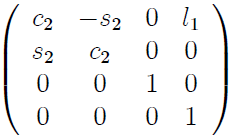 c₂ −s₂ 0 l₁
s₂ c₂ 0 0
0 0 1 0
0 0 0 1